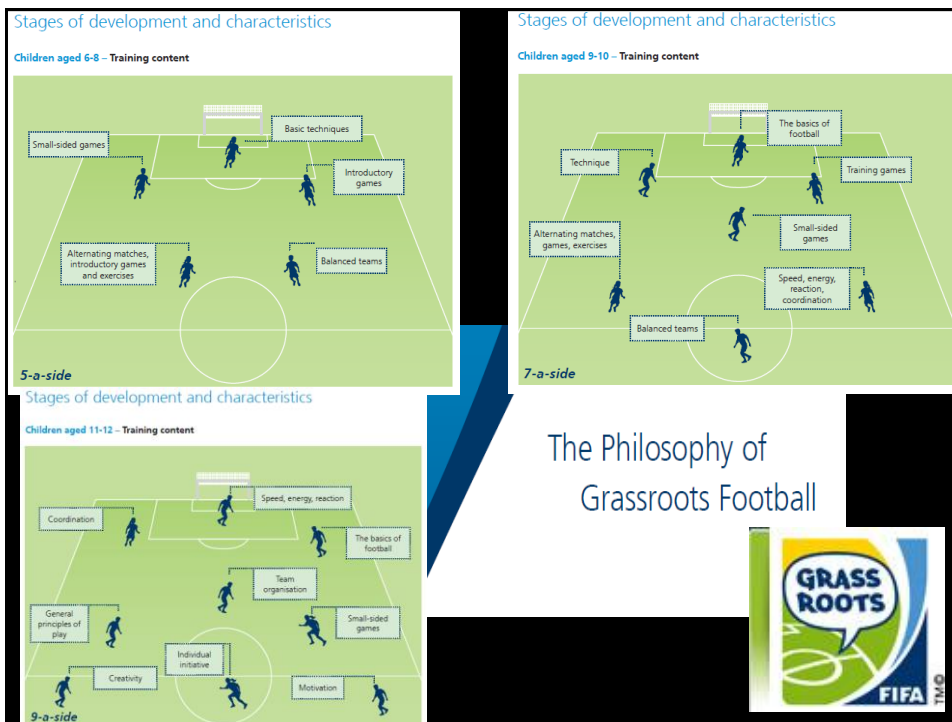 Stages of development and characteristics
Children aged 6-8 – Training content
Basic techniques
Small-sided games
Introductory
games
Alternating matches,
introductory games
and exercises
Balanced teams
5-a-side
Stages of development and characteristics
Children aged 9-10 – Training content
The basics of
football
Technique
Training games
Small-sided
games
Alternating matches,
games, exercises
Speed, energy,
reaction,
coordination
Balanced teams
7-a-side
Stages of development and characteristics
Children aged 11-12 – Training content
Speed, energy, reaction
Coordination
The basics of
football
Team
organisation
General
principles of
play
Small-sided
games
Individual
initiative
Creativity
Motivation
9-a-side
The Philosophy of
Grassroots Football
GRASS
ROOTS
FIFA
TM©